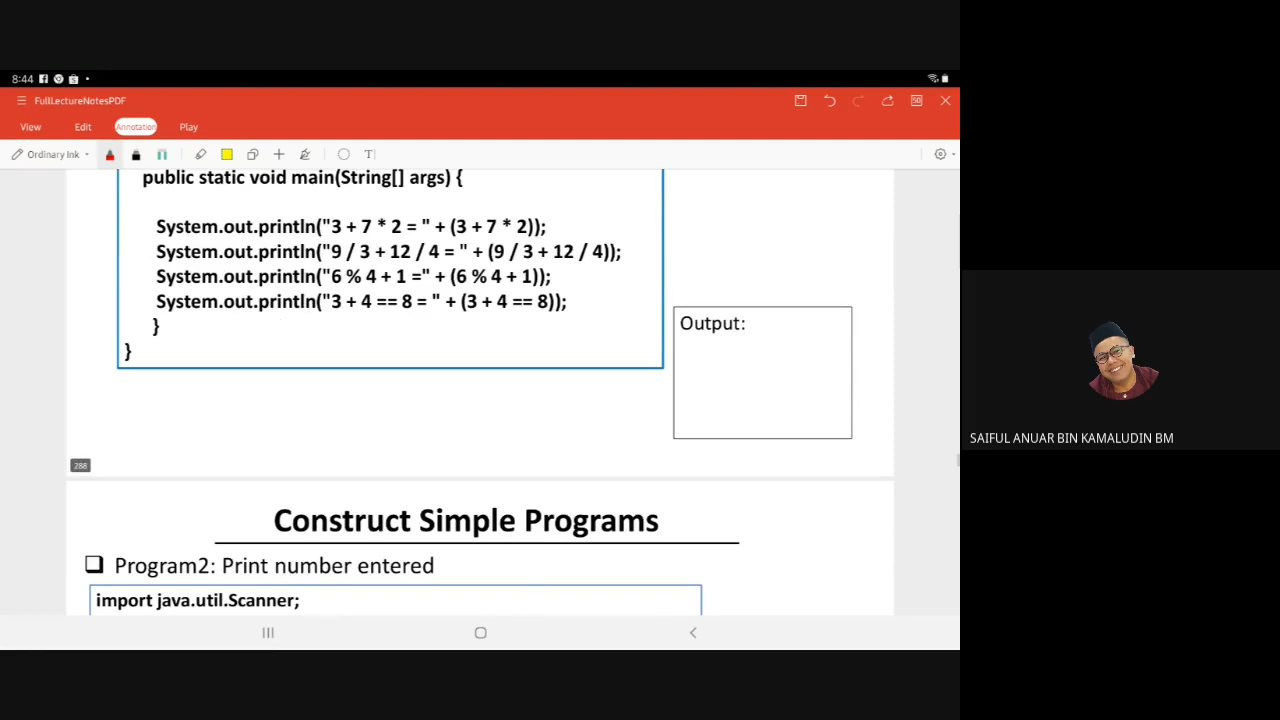 8:44
FullLectureNotesPDF
50
View Edit Annotation Play
Ordinary Ink T
public static void main(String[] args) {
System.out.println("3 + 7 * 2 = " + (3 + 7 * 2));
System.out.println("9 / 3 + 12 / 4 = " + (9 / 3 + 12 / 4));
System.out.println("6 % 4 + 1 =" + (6 % 4 + 1));
System.out.println("3 + 4 == 8 = " + (3 + 4 == 8));
}
}
Output:
288
Construct Simple Programs
Program2: Print number entered
import java.util.Scanner;
SAIFUL ANUAR BIN KAMALUDIN BM